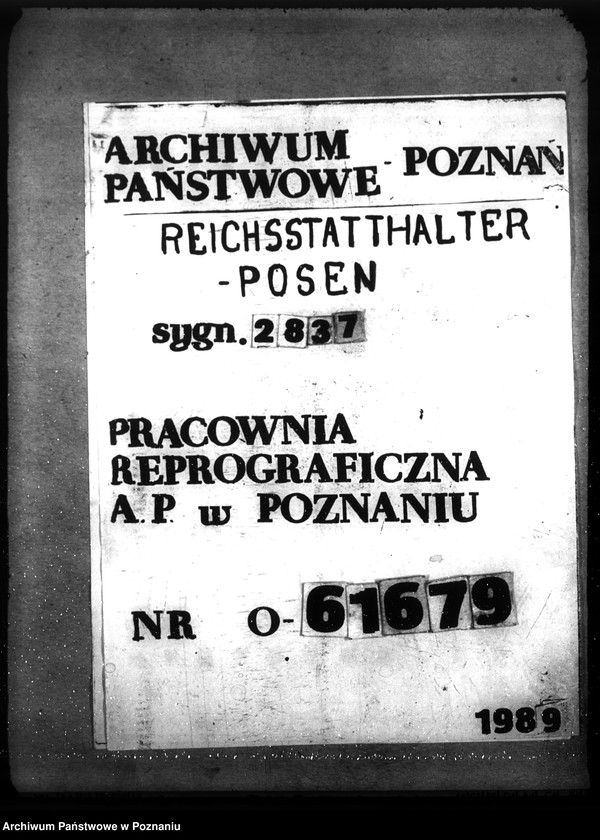 ARCHIWUM
PAŃSTWOWE - POZNAŃ
REICHSSTATTHALTER
-POSEN
sygn. 2837
PRACOWNIA
REPROGRAFICZNA
A.P. w POZNANIU
NR O-61679
1989
Archiwum Państwowe w Poznaniu